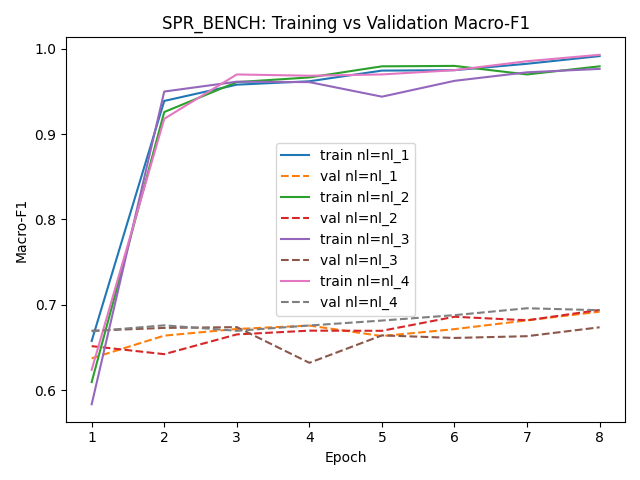 SPR_BENCH: Training vs Validation Macro-F1
Macro-F1
1.0
0.9
0.8
0.7
0.6
train nl=nl_1
val nl=nl_1
train nl=nl_2
val nl=nl_2
train nl=nl_3
val nl=nl_3
train nl=nl_4
val nl=nl_4
1 2 3 4 5 6 7 8
Epoch